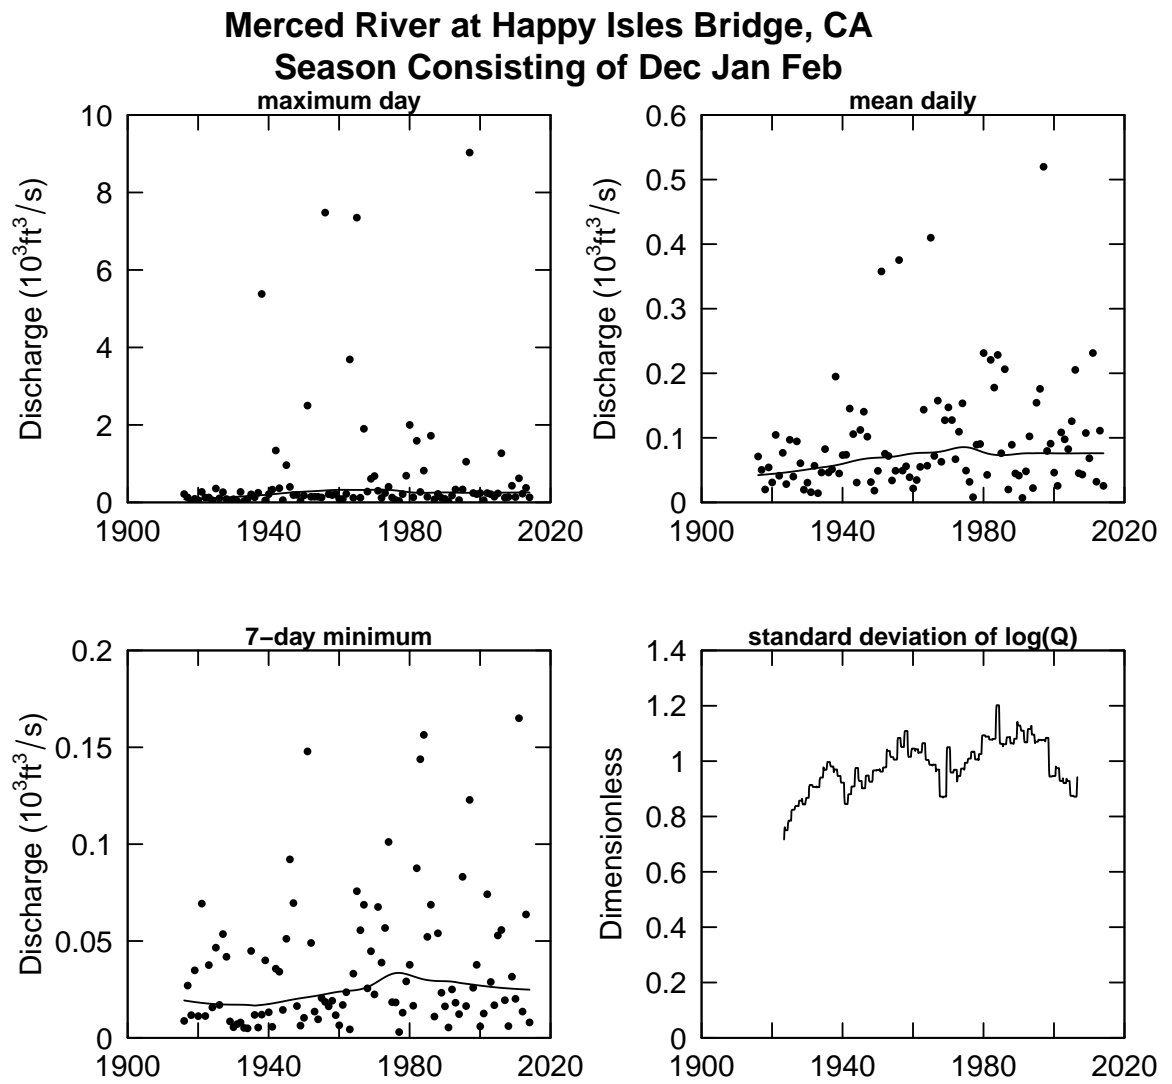 Merced River at Happy Isles Bridge, CA
Season Consisting of Dec Jan Feb
maximum day
Discharge (10³ft³/s)
10
8
6
4
2
0
1900 1940 1980 2020
mean daily
Discharge (10³ft³/s)
0.6
0.5
0.4
0.3
0.2
0.1
0
1900 1940 1980 2020
7−day minimum
Discharge (10³ft³/s)
0.2
0.15
0.1
0.05
0
1900 1940 1980 2020
standard deviation of log(Q)
Dimensionless
1.4
1.2
1
0.8
0.6
0.4
0.2
0
1900 1940 1980 2020